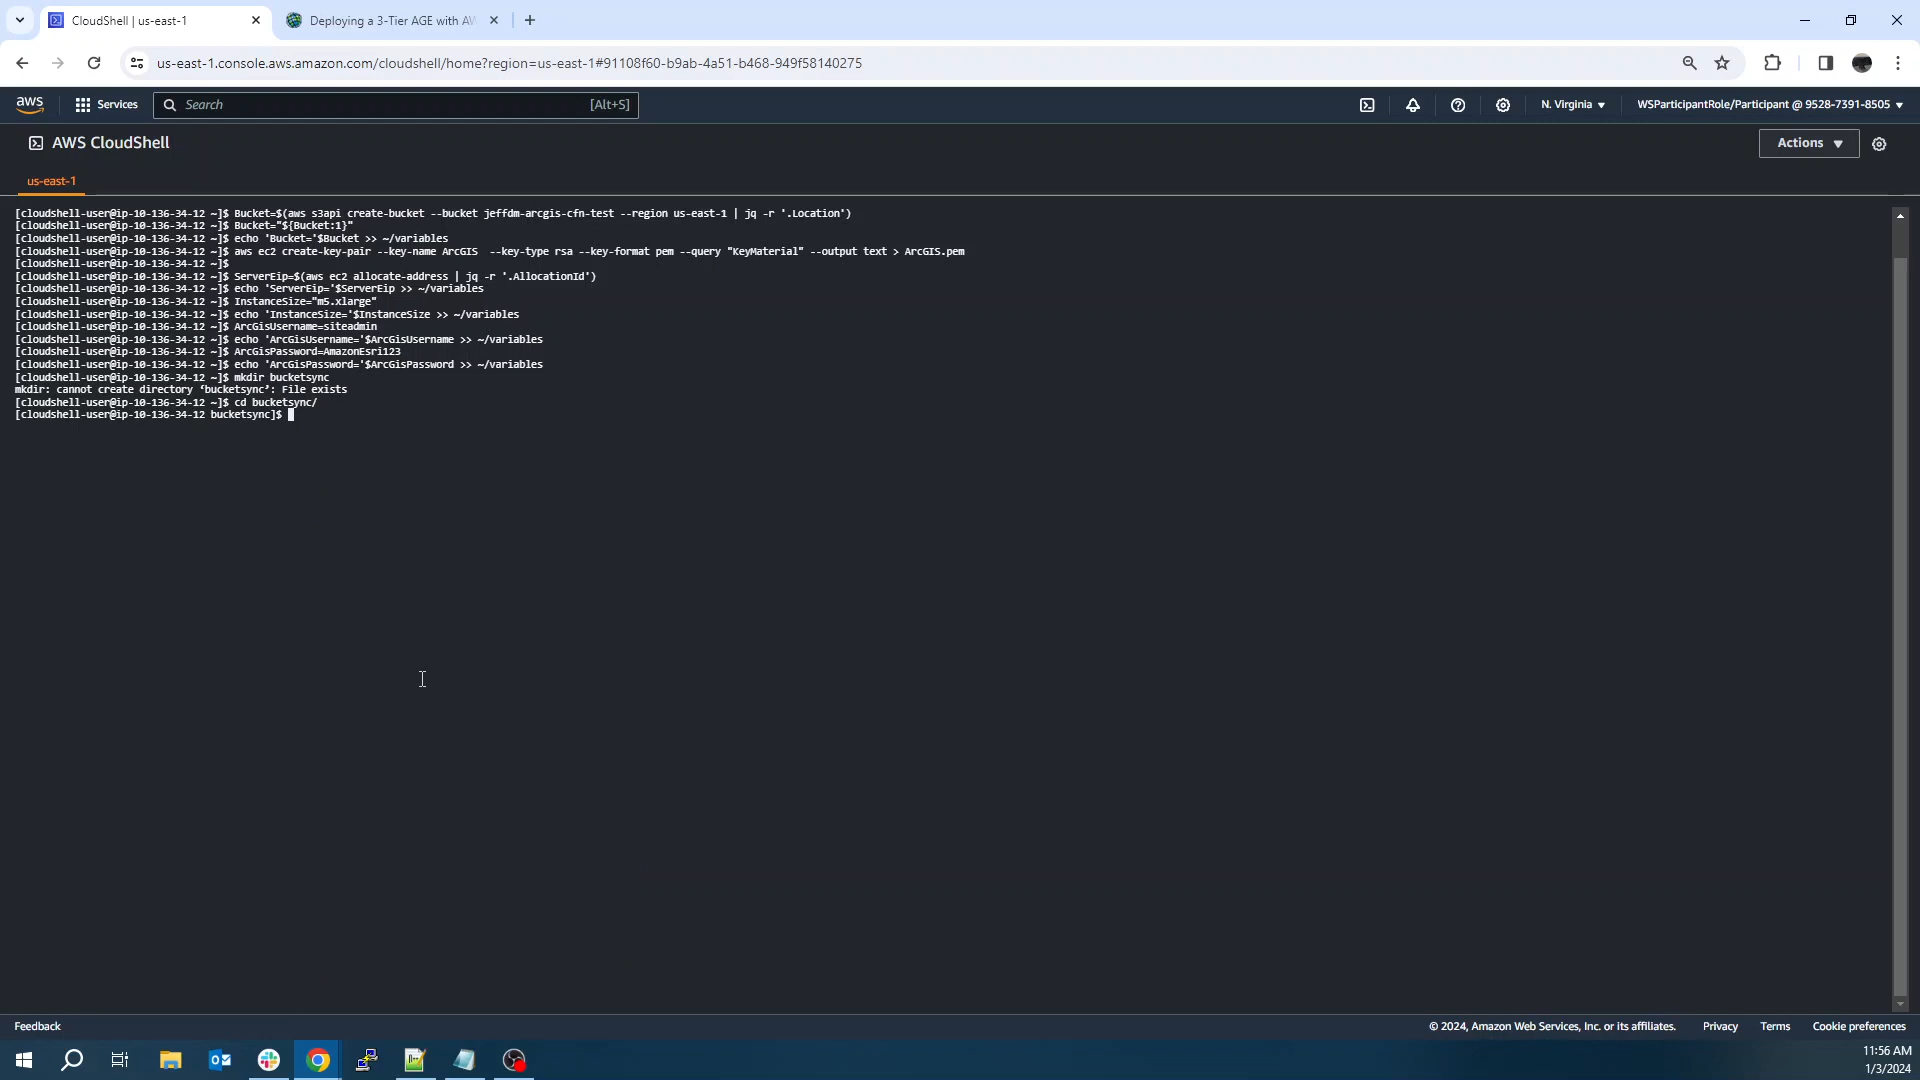 CloudShell | us-east-1
Deploying a 3-Tier AGE with AW
us-east-1.console.aws.amazon.com/cloudshell/home?region=us-east-1#91108f60-b9ab-4a51-b468-949f58140275
aws
Services
Search
[Alt+S]
N. Virginia
WSParticipantRole/Participant @ 9528-7391-8505
AWS CloudShell
Actions
us-east-1
[cloudshell-user@ip-10-136-34-12 ~]$ Bucket=$(aws s3api create-bucket --bucket jeffdm-arcgis-cfn-test --region us-east-1 | jq -r '.Location')
[cloudshell-user@ip-10-136-34-12 ~]$ Bucket="${Bucket:1}"
[cloudshell-user@ip-10-136-34-12 ~]$ echo 'Bucket='$Bucket >> ~/variables
[cloudshell-user@ip-10-136-34-12 ~]$ aws ec2 create-key-pair --key-name ArcGIS  --key-type rsa --key-format pem --query "KeyMaterial" --output text > ArcGIS.pem
[cloudshell-user@ip-10-136-34-12 ~]$
[cloudshell-user@ip-10-136-34-12 ~]$ ServerEip=$(aws ec2 allocate-address | jq -r '.AllocationId')
[cloudshell-user@ip-10-136-34-12 ~]$ echo 'ServerEip='$ServerEip >> ~/variables
[cloudshell-user@ip-10-136-34-12 ~]$ InstanceSize="m5.xlarge"
[cloudshell-user@ip-10-136-34-12 ~]$ echo 'InstanceSize='$InstanceSize >> ~/variables
[cloudshell-user@ip-10-136-34-12 ~]$ ArcGisUsername=siteadmin
[cloudshell-user@ip-10-136-34-12 ~]$ echo 'ArcGisUsername='$ArcGisUsername >> ~/variables
[cloudshell-user@ip-10-136-34-12 ~]$ ArcGisPassword=AmazonEsri123
[cloudshell-user@ip-10-136-34-12 ~]$ echo 'ArcGisPassword='$ArcGisPassword >> ~/variables
[cloudshell-user@ip-10-136-34-12 ~]$ mkdir bucketsync
mkdir: cannot create directory ‘bucketsync’: File exists
[cloudshell-user@ip-10-136-34-12 ~]$ cd bucketsync/
[cloudshell-user@ip-10-136-34-12 bucketsync]$
Feedback
© 2024, Amazon Web Services, Inc. or its affiliates.
Privacy
Terms
Cookie preferences
11:56 AM
1/3/2024